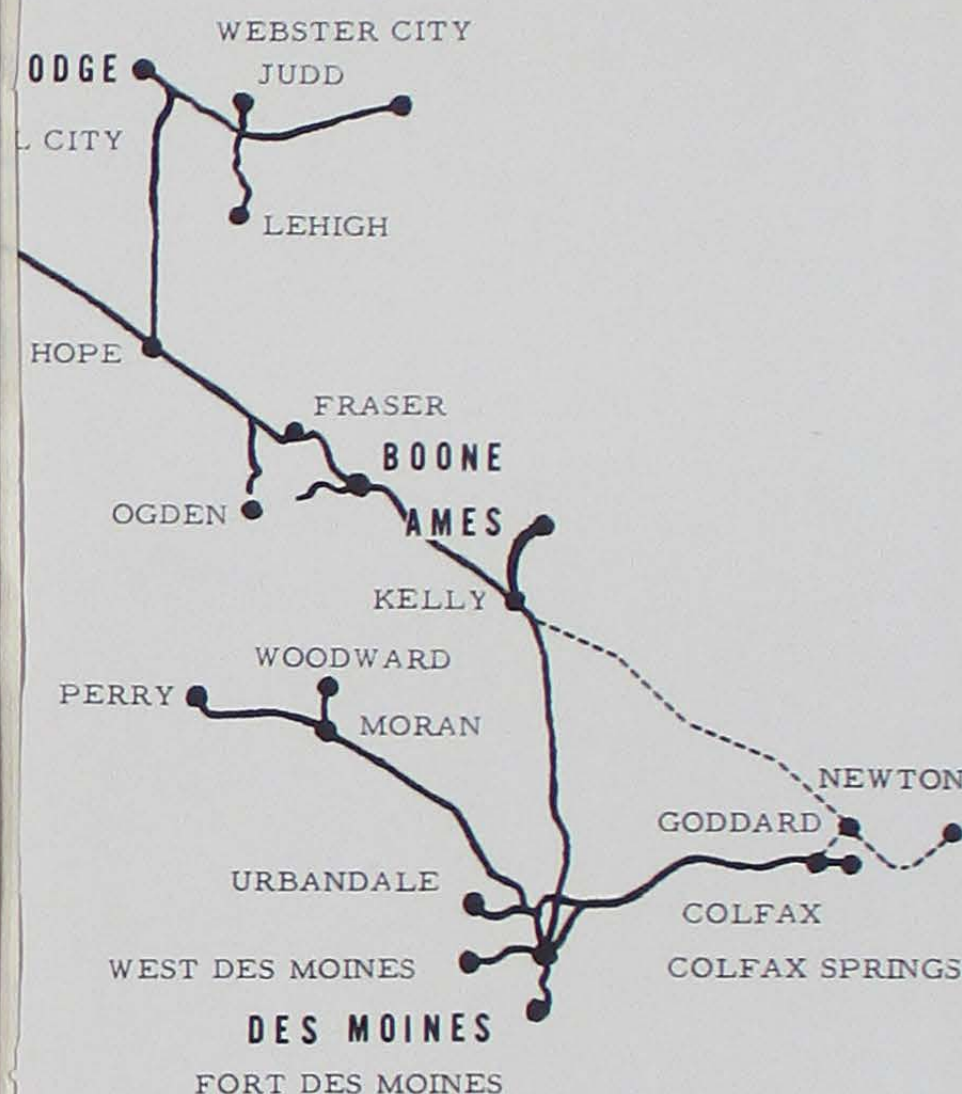 WEBSTER CITY
ODGE
JUDD
L CITY
LEHIGH
HOPE
FRASER
BOONE
OGDEN
AMES
KELLY
WOODWARD
PERRY
MORAN
NEWTON
GODDARD
URBANDALE
COLFAX
WEST DES MOINES
COLFAX SPRINGS
DES MOINES
FORT DES MOINES